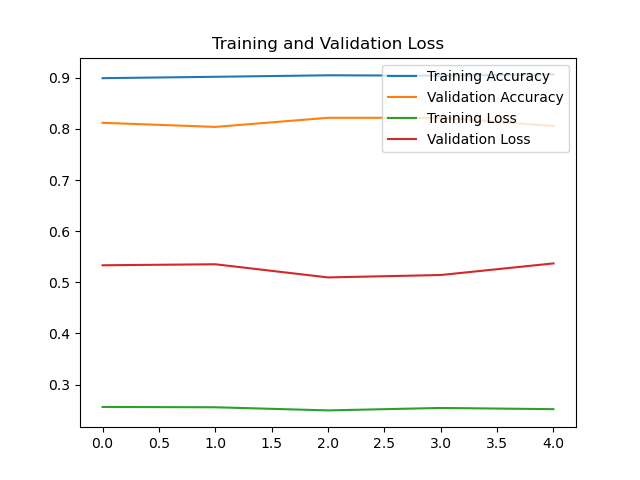 Training and Validation Loss
Training Accuracy
Validation Accuracy
Training Loss
Validation Loss
0.9
0.8
0.7
0.6
0.5
0.4
0.3
0.0 0.5 1.0 1.5 2.0 2.5 3.0 3.5 4.0